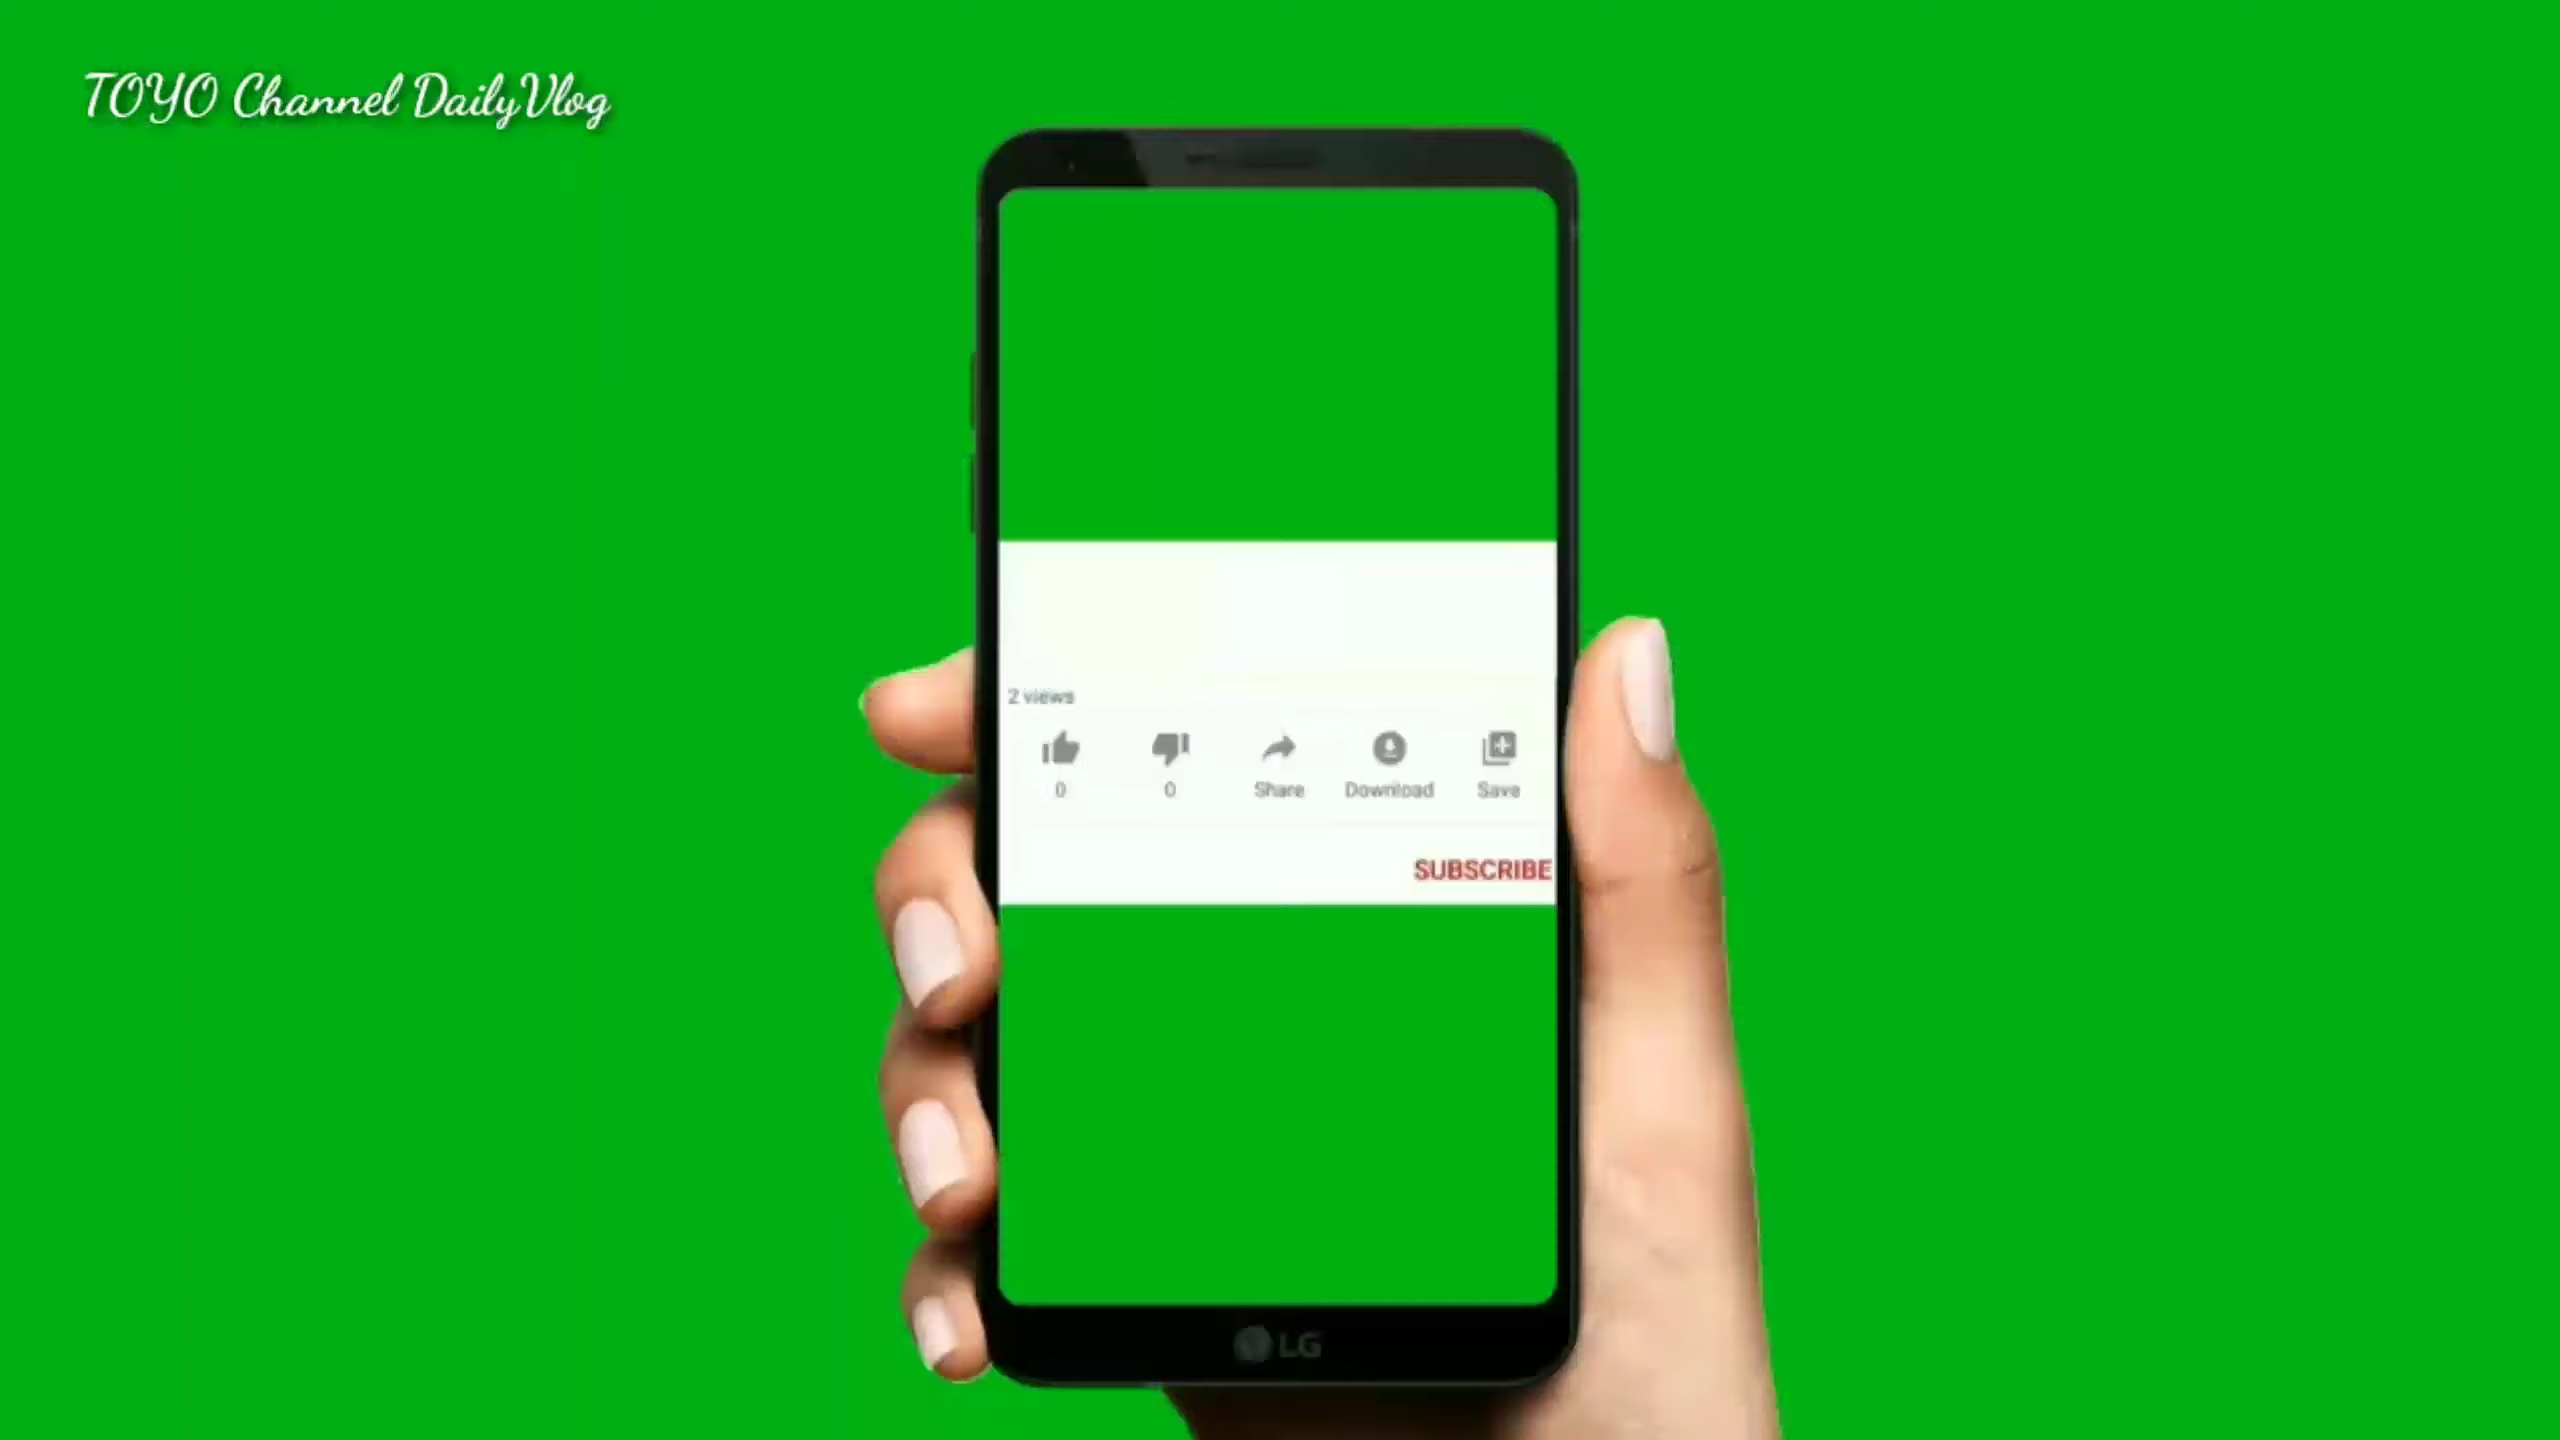 TOYO Channel DailyVlog
2 views
0 0 Share Download Save
SUBSCRIBE
LG